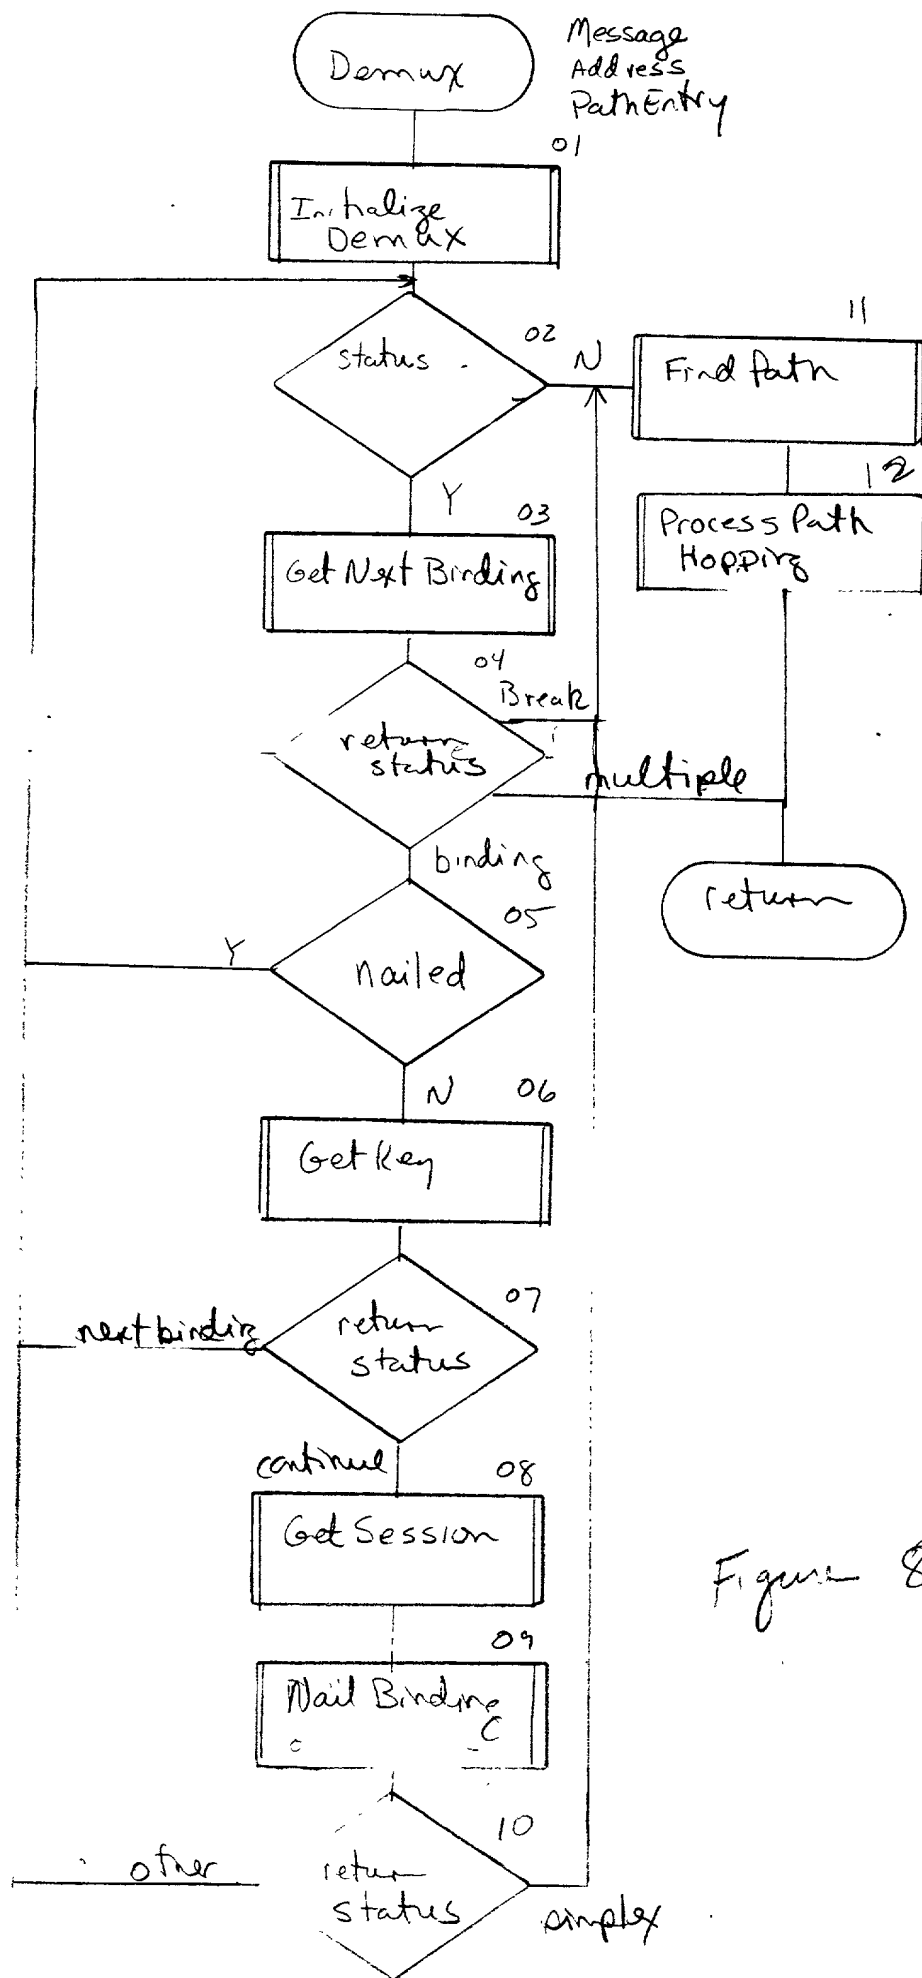 Demux
Message
Address
PathEntry
01
Initialize
Demux
02
status
N
11
Find Path
Y
03
12
Get Next Binding
Process Path
Hopping
04
Break
return
status
multiple
binding
05
return
Y
nailed
N
06
Get Key
07
next binding
return
status
continue
08
Get Session
Figure 8
09
Nail Binding
C
10
other
return
status
simplex